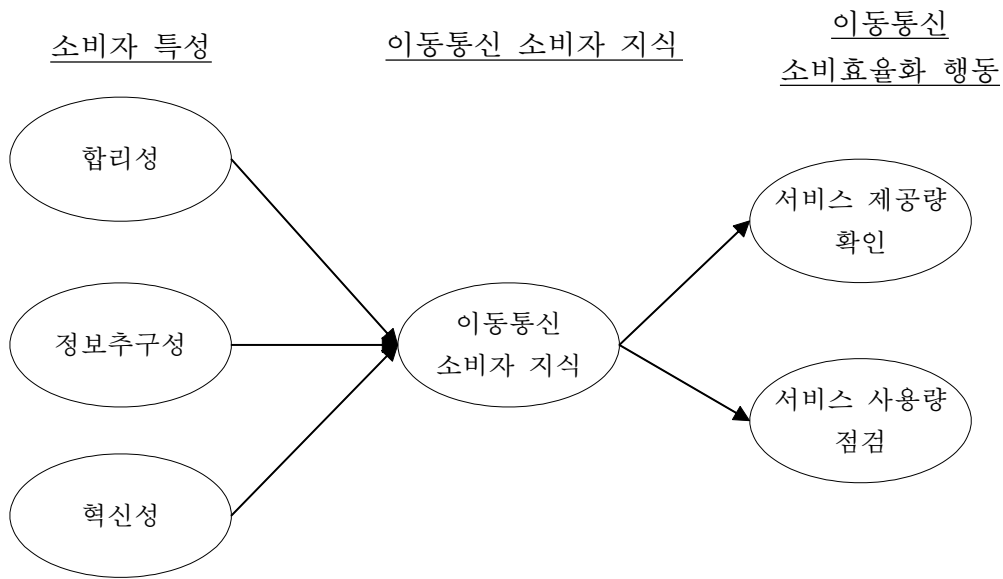 소비자 특성
이동통신 소비자 지식
이동통신
소비효율화 행동
합리성
정보추구성
혁신성
이동통신
소비자 지식
서비스 제공량
확인
서비스 사용량
점검